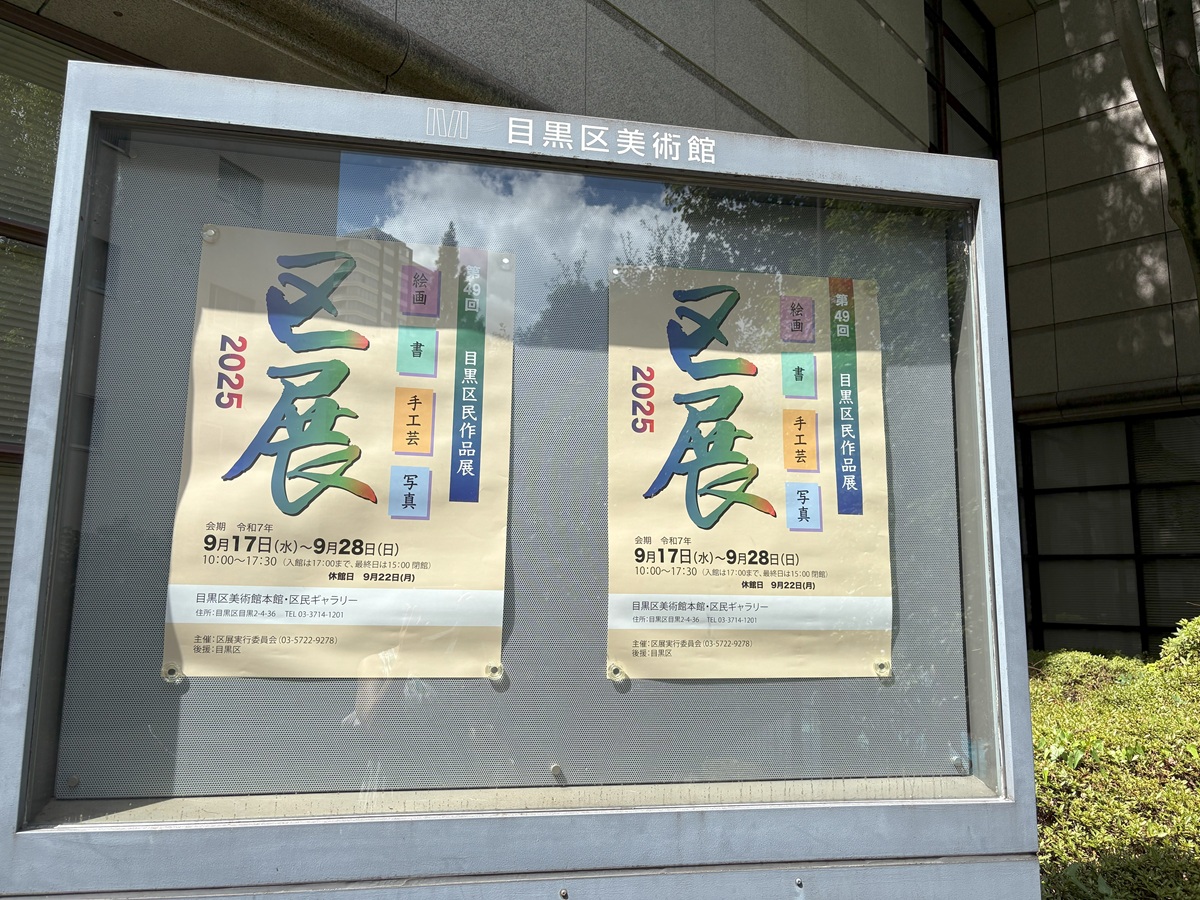 目黒区美術館
第49回 目黒区民作品展
絵画
書
手工芸
写真
区展
2025
会期 令和7年
9月17日(水)~9月28日(日)
10:00~17:30 (入館は17:00まで、最終日は15:00 閉館)
休館日 9月22日(月)
目黒区美術館本館・区民ギャラリー
住所:目黒区目黒2-4-36 TEL 03-3714-1201
主催:区展実行委員会(03-5722-9278)
後援:目黒区
第49回 目黒区民作品展
絵画
書
手工芸
写真
区展
2025
会期 令和7年
9月17日(水)~9月28日(日)
10:00~17:30 (入館は17:00まで、最終日は15:00 閉館)
休館日 9月22日(月)
目黒区美術館本館・区民ギャラリー
住所:目黒区目黒2-4-36 TEL 03-3714-1201
主催:区展実行委員会(03-5722-9278)
後援:目黒区